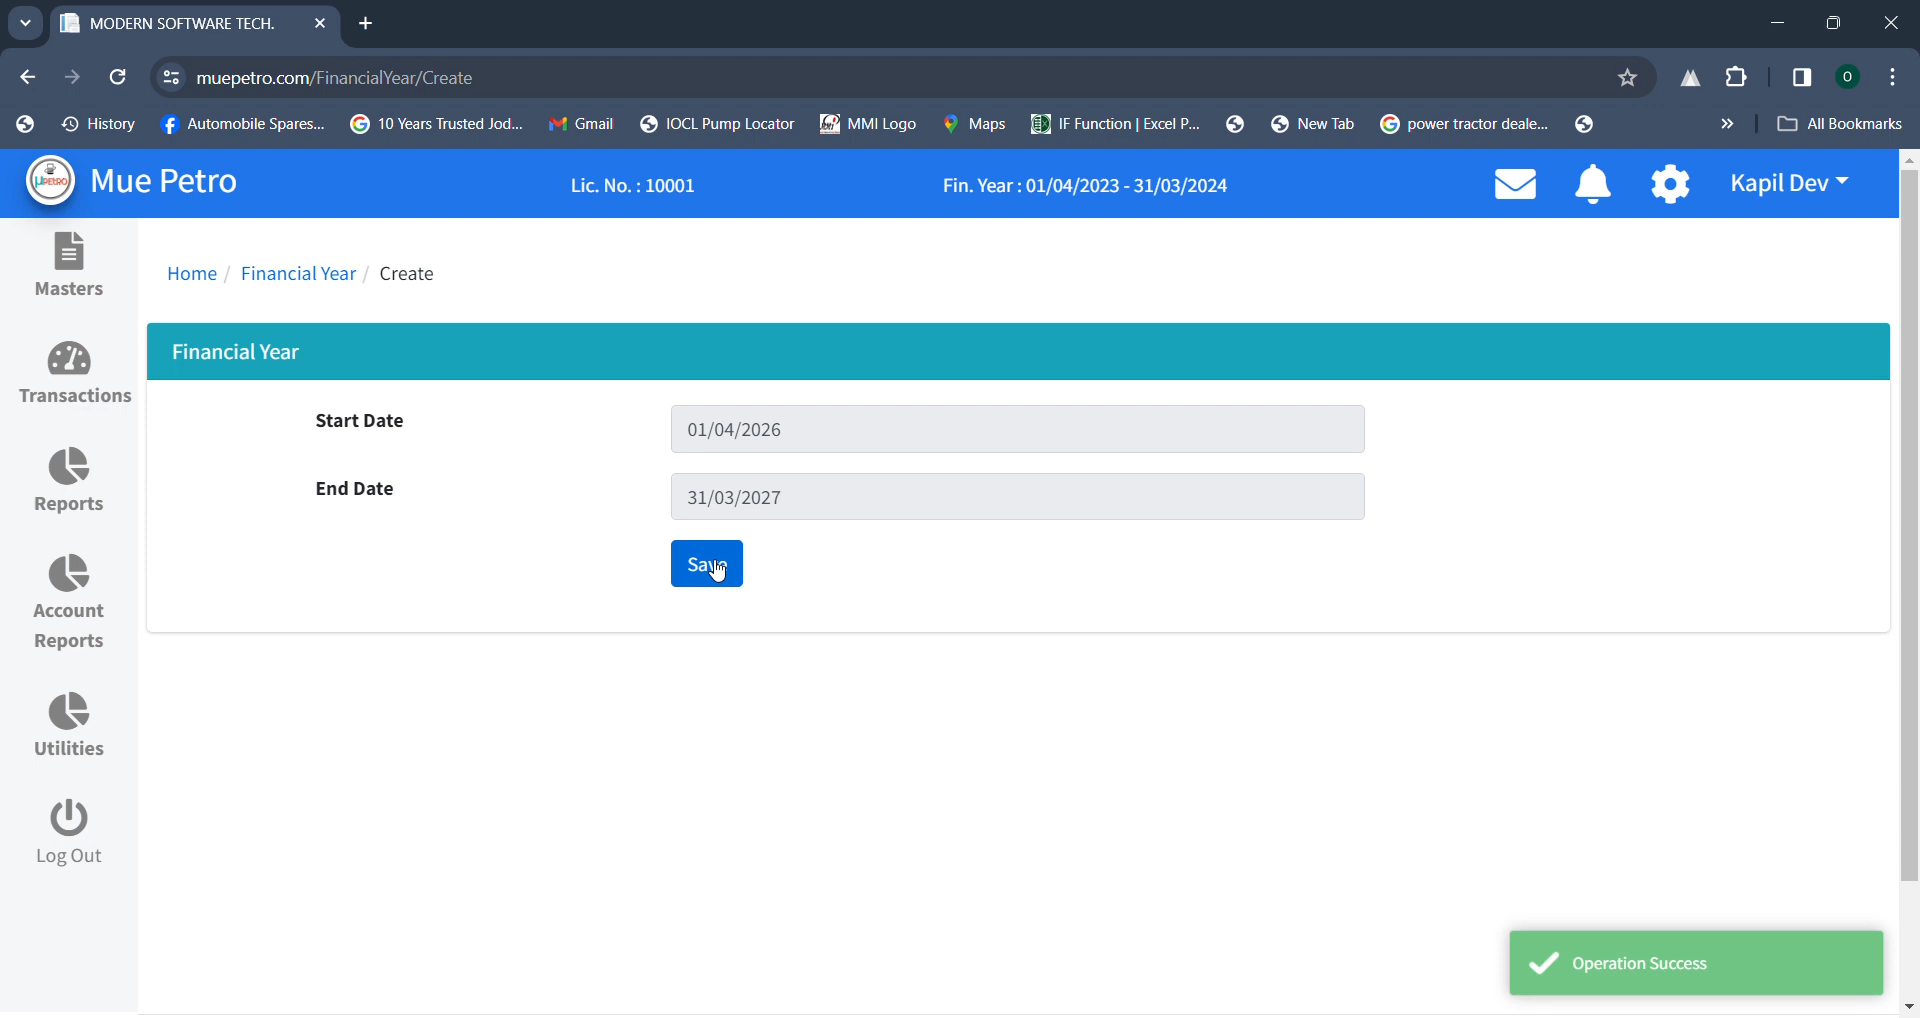 MODERN SOFTWARE TECH.
muepetro.com/FinancialYear/Create
O
History
Automobile Spares...
10 Years Trusted Jod...
Gmail
IOCL Pump Locator
MMI Logo
Maps
IF Function | Excel P...
New Tab
power tractor deale...
All Bookmarks
Mue Petro
Lic. No. : 10001
Fin. Year : 01/04/2023 - 31/03/2024
Kapil Dev
Masters
Transactions
Reports
Account
Reports
Utilities
Log Out
Home / Financial Year / Create
Financial Year
Start Date
01/04/2026
End Date
31/03/2027
Save
Operation Success